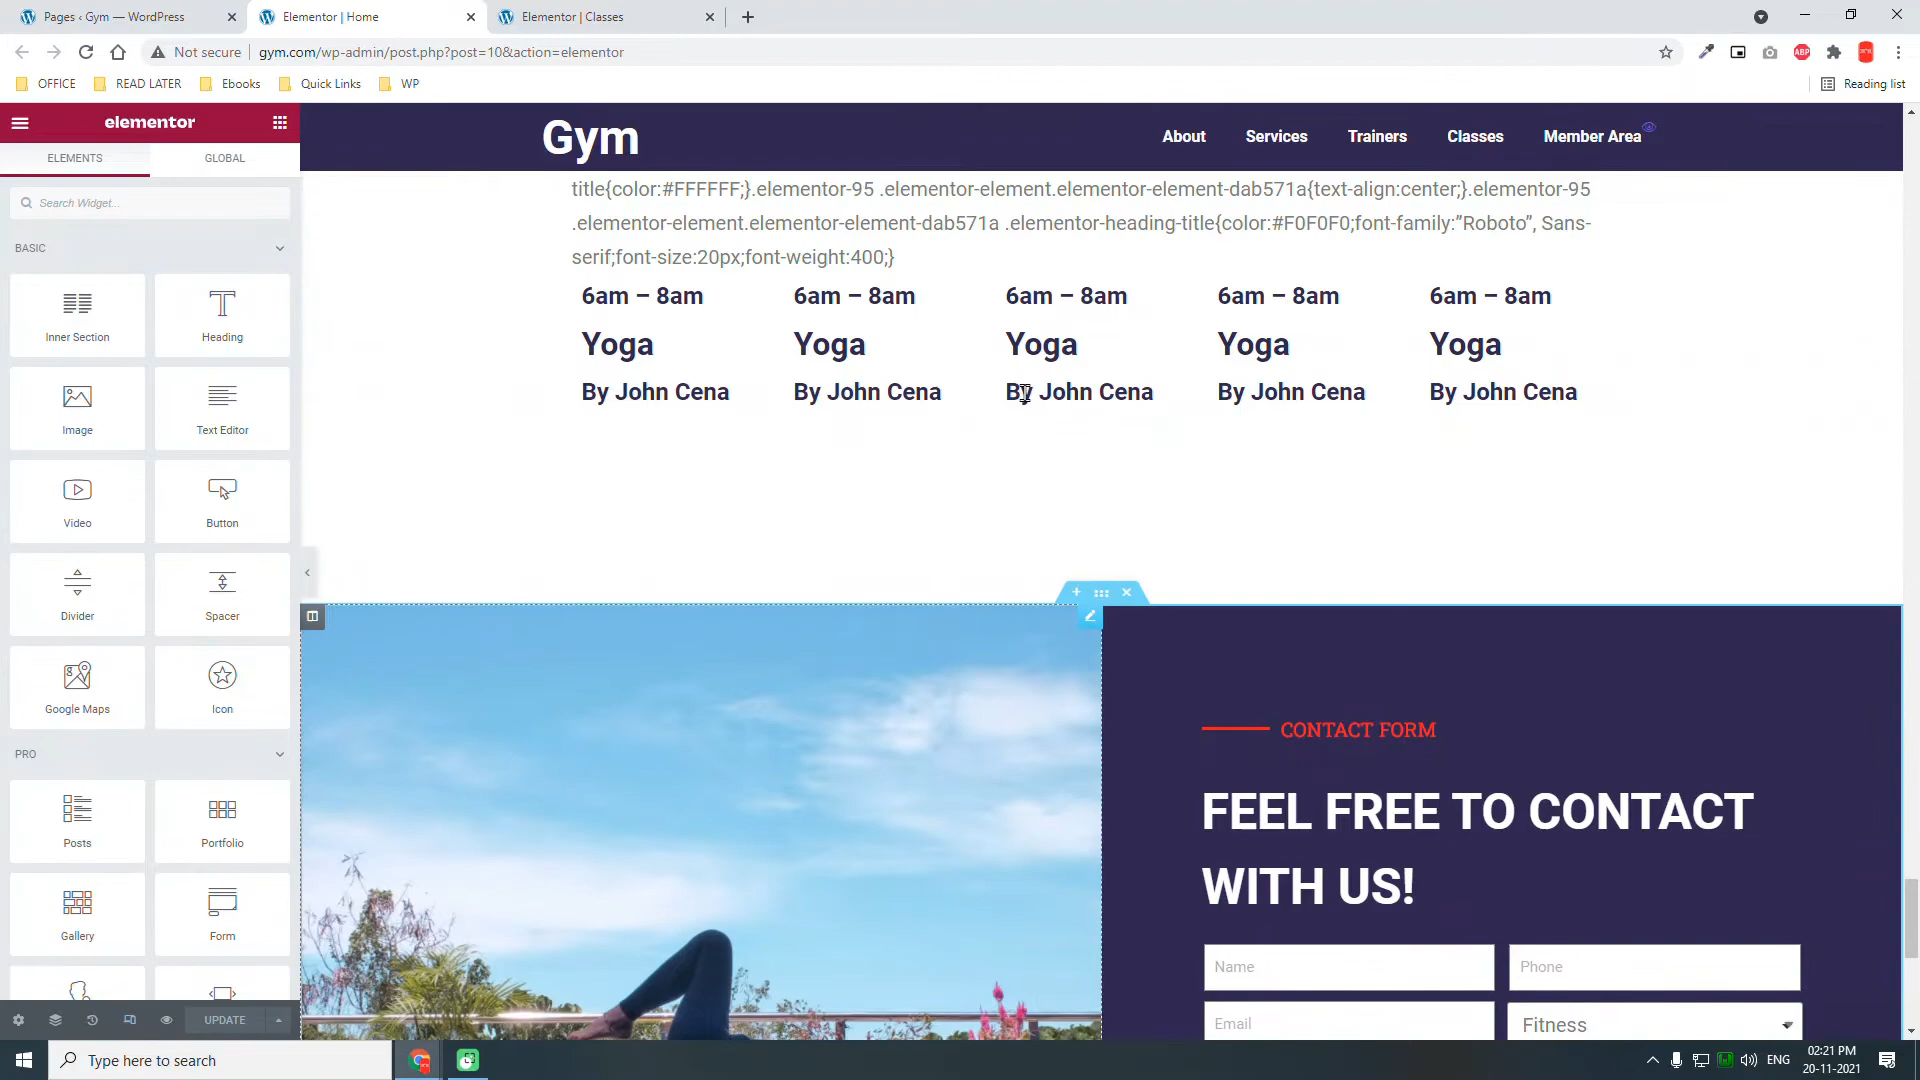 Pages ‹ Gym — WordPress
Elementor | Home
Elementor | Classes
Not secure
gym.com/wp-admin/post.php?post=10&action=elementor
ABP
OFFICE
READ LATER
Ebooks
Quick Links
WP
Reading list
elementor
ELEMENTS
GLOBAL
Search Widget...
BASIC
Inner Section
Heading
Image
Text Editor
Video
Button
Divider
Spacer
Google Maps
Icon
PRO
Posts
Portfolio
Gallery
Form
UPDATE
Gym
About
Services
Trainers
Classes
Member Area
title{color:#FFFFFF;}.elementor-95 .elementor-element.elementor-element-dab571a{text-align:center;}.elementor-95
.elementor-element.elementor-element-dab571a .elementor-heading-title{color:#F0F0F0;font-family:”Roboto”, Sans-
serif;font-size:20px;font-weight:400;}
6am – 8am
6am – 8am
6am – 8am
6am – 8am
6am – 8am
Yoga
Yoga
Yoga
Yoga
Yoga
By John Cena
By John Cena
By John Cena
By John Cena
By John Cena
CONTACT FORM
FEEL FREE TO CONTACT
WITH US!
Name
Phone
Email
Fitness
Type here to search
ENG
02:21 PM
20-11-2021